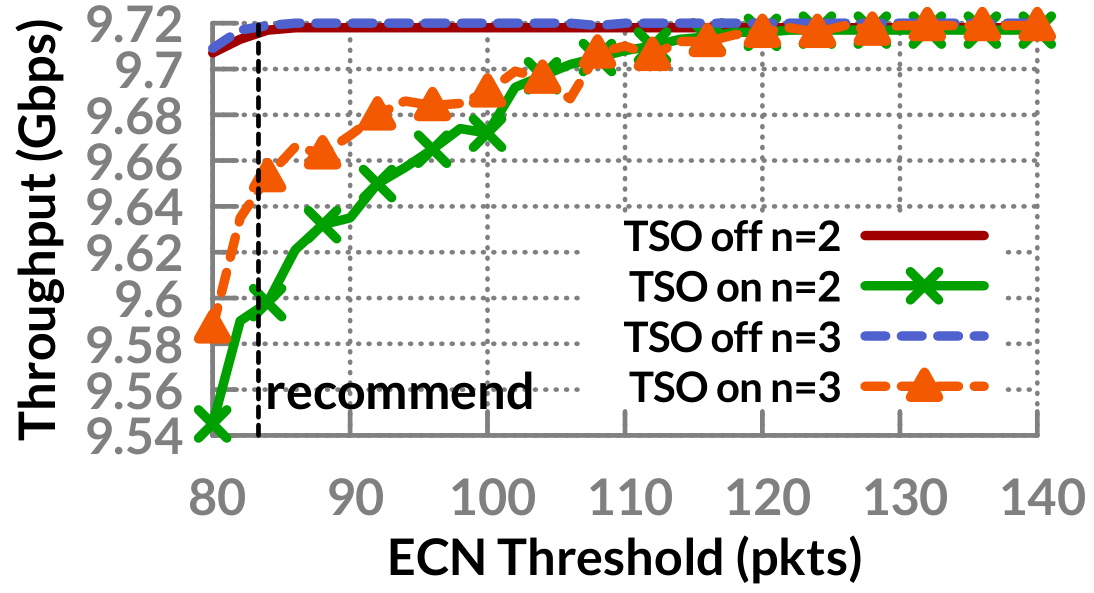 Throughput (Gbps)
9.72
9.7
9.68
9.66
9.64
9.62
9.6
9.58
9.56
9.54
TSO off n=2
TSO on n=2
TSO off n=3
TSO on n=3
recommend
80 90 100 110 120 130 140
ECN Threshold (pkts)